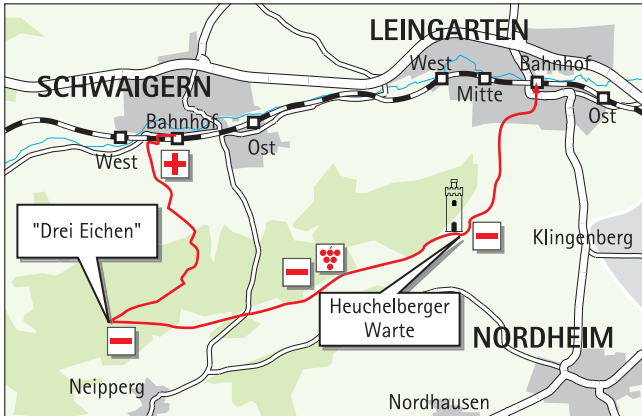 LEINGARTEN
West
Bahnhof
Mitte
Ost
SCHWAIGERN
Bahnhof
West
Ost
"Drei Eichen"
Klingenberg
Heuchelberger
Warte
NORDHEIM
Neipperg
Nordhausen